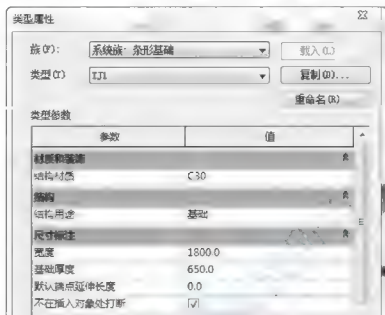 类型属性
族(F): 系统族: 条形基础 载入(L)
类型(T) TJ1 复制(D)...
重命名(R)
类型参数
参数 值
材质和装饰
结构材质 C30
结构
结构用途 基础
尺寸标注
宽度 1800.0
基础厚度 650.0
默认端点延伸长度 0.0
不在插入对象处打断